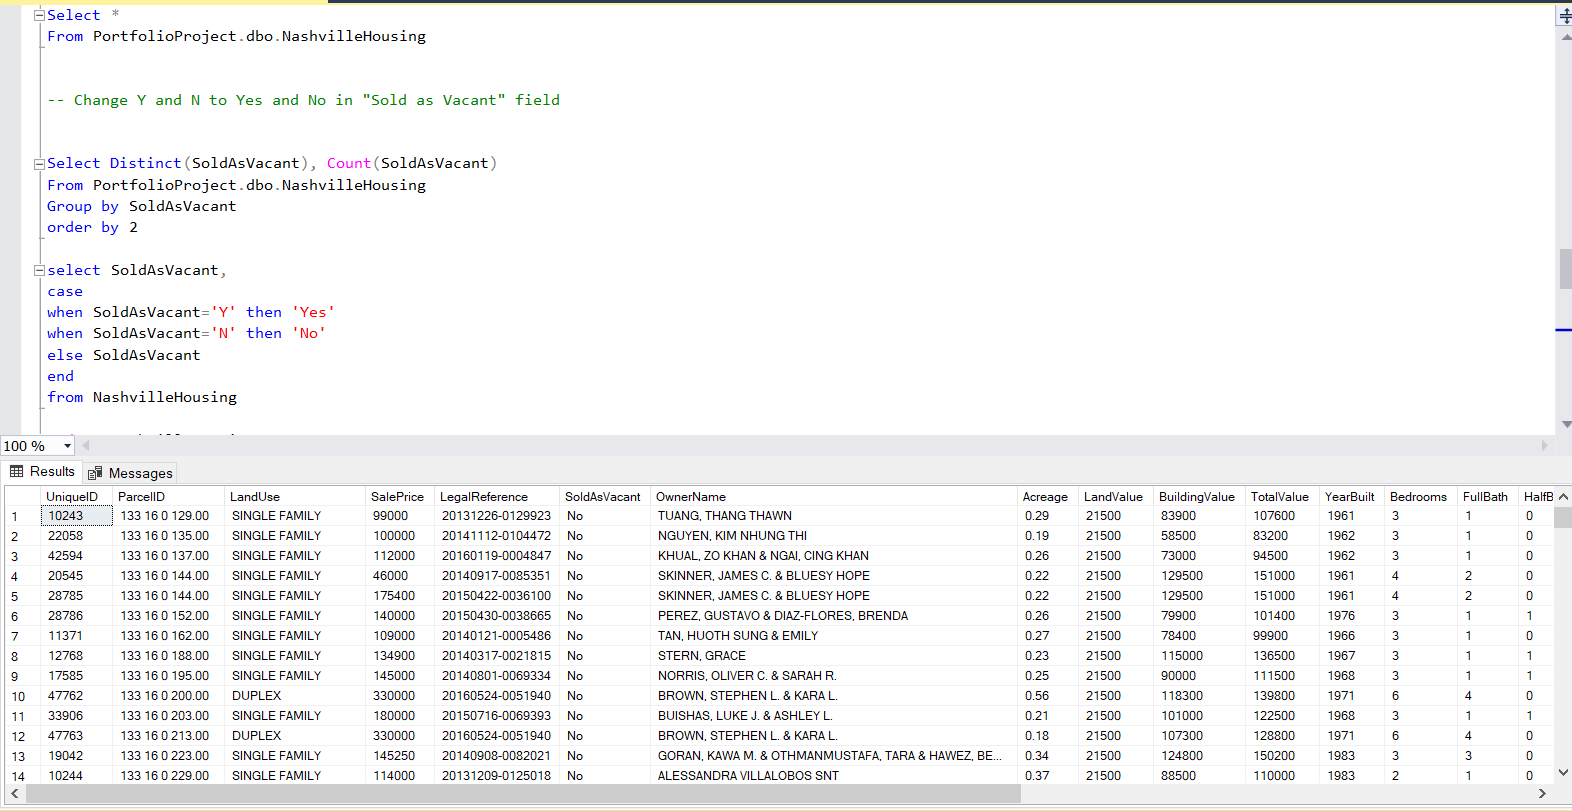 Select *
From PortfolioProject.dbo.NashvilleHousing
-- Change Y and N to Yes and No in "Sold as Vacant" field
Select Distinct(SoldAsVacant), Count(SoldAsVacant)
From PortfolioProject.dbo.NashvilleHousing
Group by SoldAsVacant
order by 2
select SoldAsVacant,
case
when SoldAsVacant='Y' then 'Yes'
when SoldAsVacant='N' then 'No'
else SoldAsVacant
end
from NashvilleHousing
100 %
Results Messages
UniqueID ParcelID LandUse SalePrice LegalReference SoldAsVacant OwnerName Acreage LandValue BuildingValue TotalValue YearBuilt Bedrooms FullBath HalfB
1 10243 133 16 0 129.00 SINGLE FAMILY 99000 20131226-0129923 No TUANG, THANG THAWN 0.29 21500 83900 107600 1961 3 1 0
2 22058 133 16 0 135.00 SINGLE FAMILY 100000 20141112-0104472 No NGUYEN, KIM NHUNG THI 0.19 21500 58500 83200 1962 3 1 0
3 42594 133 16 0 137.00 SINGLE FAMILY 112000 20160119-0004847 No KHUAL, ZO KHAN & NGAI, CING KHAN 0.26 21500 73000 94500 1962 3 1 0
4 20545 133 16 0 144.00 SINGLE FAMILY 46000 20140917-0085351 No SKINNER, JAMES C. & BLUESY HOPE 0.22 21500 129500 151000 1961 4 2 0
5 28785 133 16 0 144.00 SINGLE FAMILY 175400 20150422-0036100 No SKINNER, JAMES C. & BLUESY HOPE 0.22 21500 129500 151000 1961 4 2 0
6 28786 133 16 0 152.00 SINGLE FAMILY 140000 20150430-0038665 No PEREZ, GUSTAVO & DIAZ-FLORES, BRENDA 0.26 21500 79900 101400 1976 3 1 1
7 11371 133 16 0 162.00 SINGLE FAMILY 109000 20140121-0005486 No TAN, HUOTH SUNG & EMILY 0.27 21500 78400 99900 1966 3 1 0
8 12768 133 16 0 188.00 SINGLE FAMILY 134900 20140317-0021815 No STERN, GRACE 0.23 21500 115000 136500 1967 3 1 1
9 17585 133 16 0 195.00 SINGLE FAMILY 145000 20140801-0069334 No NORRIS, OLIVER C. & SARAH R. 0.25 21500 90000 111500 1968 3 1 1
10 47762 133 16 0 200.00 DUPLEX 330000 20160524-0051940 No BROWN, STEPHEN L. & KARA L. 0.56 21500 118300 139800 1971 6 4 0
11 33906 133 16 0 203.00 SINGLE FAMILY 180000 20150716-0069393 No BUISHAS, LUKE J. & ASHLEY L. 0.21 21500 101000 122500 1968 3 1 1
12 47763 133 16 0 213.00 DUPLEX 330000 20160524-0051940 No BROWN, STEPHEN L. & KARA L. 0.18 21500 107300 128800 1971 6 4 0
13 19042 133 16 0 223.00 SINGLE FAMILY 145250 20140908-0082021 No GORAN, KAWA M. & OTHMANMUSTAFA, TARA & HAWEZ, BE... 0.34 21500 124800 150200 1983 3 3 0
14 10244 133 16 0 229.00 SINGLE FAMILY 114000 20131209-0125018 No ALESSANDRA VILLALOBOS SNT 0.37 21500 88500 110000 1983 2 1 0